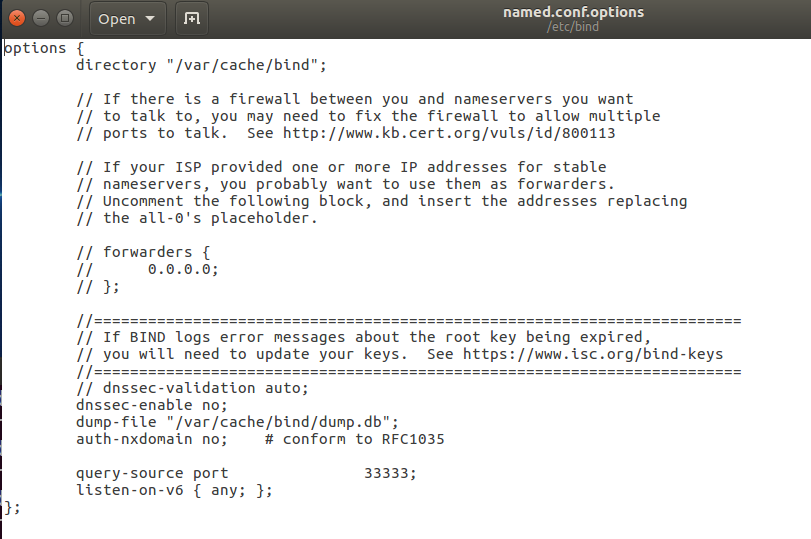 Open
named.conf.options
/etc/bind
options {
        directory "/var/cache/bind";

        // If there is a firewall between you and nameservers you want
        // to talk to, you may need to fix the firewall to allow multiple
        // ports to talk.  See http://www.kb.cert.org/vuls/id/800113

        // If your ISP provided one or more IP addresses for stable
        // nameservers, you probably want to use them as forwarders.
        // Uncomment the following block, and insert the addresses replacing
        // the all-0's placeholder.

        // forwarders {
        //      0.0.0.0;
        // };

        //========================================================================
        // If BIND logs error messages about the root key being expired,
        // you will need to update your keys.  See https://www.isc.org/bind-keys
        //========================================================================
        // dnssec-validation auto;
        dnssec-enable no;
        dump-file "/var/cache/bind/dump.db";
        auth-nxdomain no;    # conform to RFC1035

        query-source port               33333;
        listen-on-v6 { any; };
};